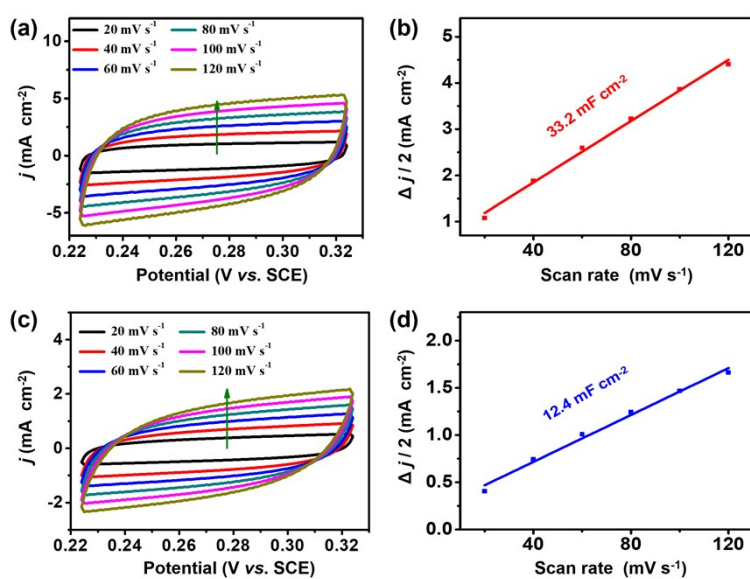 (a)
20 mV s⁻¹
40 mV s⁻¹
60 mV s⁻¹
80 mV s⁻¹
100 mV s⁻¹
120 mV s⁻¹
j (mA cm⁻²)
10
5
0
-5
0.22 0.24 0.26 0.28 0.30 0.32
Potential (V vs. SCE)
(b)
33.2 mF cm⁻²
Δ j / 2 (mA cm⁻²)
5
4
3
2
1
40 80 120
Scan rate (mV s⁻¹)
(c)
20 mV s⁻¹
40 mV s⁻¹
60 mV s⁻¹
80 mV s⁻¹
100 mV s⁻¹
120 mV s⁻¹
j (mA cm⁻²)
4
2
0
-2
0.22 0.24 0.26 0.28 0.30 0.32
Potential (V vs. SCE)
(d)
12.4 mF cm⁻²
Δ j / 2 (mA cm⁻²)
2.0
1.5
1.0
0.5
0.0
40 80 120
Scan rate (mV s⁻¹)